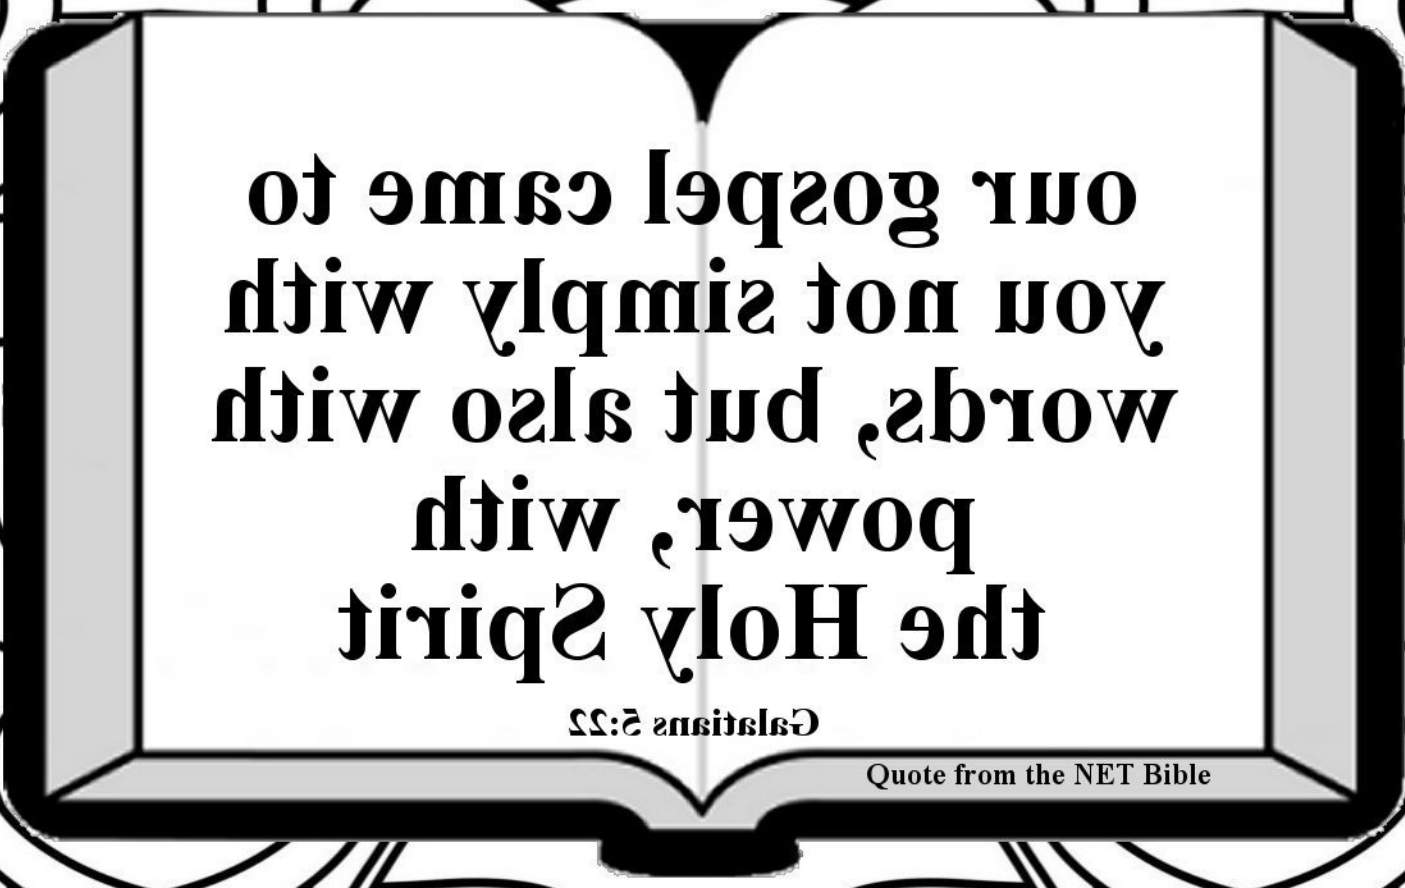 our gospel came to
you not simply with
words, but also with
power, with
the Holy Spirit
Galatians 5:22
Quote from the NET Bible